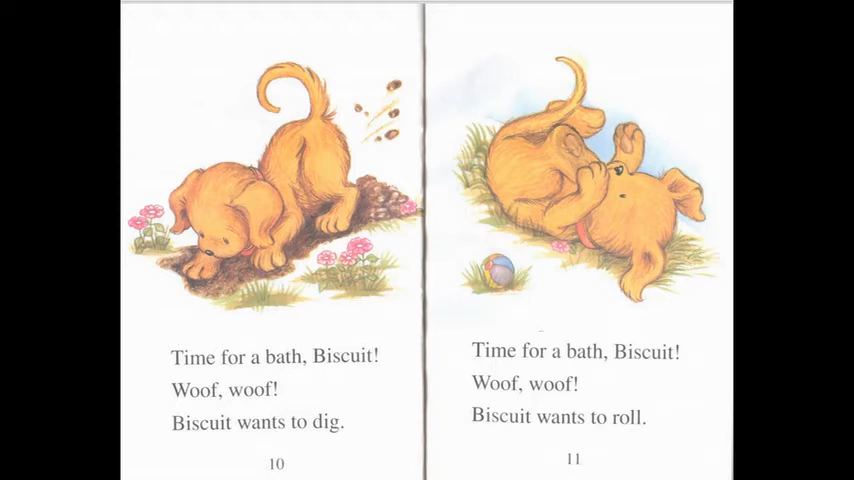 Time for a bath, Biscuit!
Woof, woof!
Biscuit wants to dig.
10
Time for a bath, Biscuit!
Woof, woof!
Biscuit wants to roll.
11